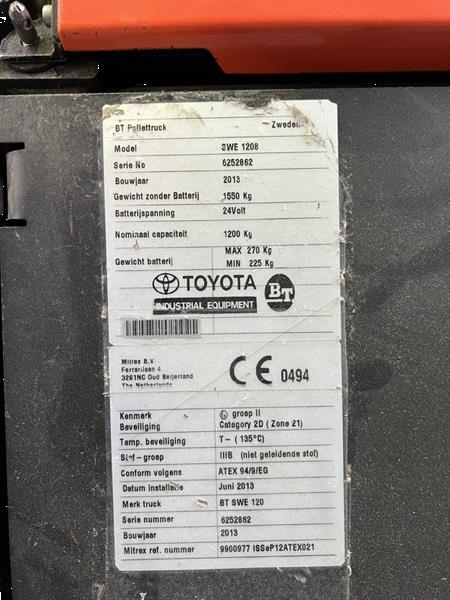 BT Pallettruck Zweden
Model SWE 120S
Serie No 6252862
Bouwjaar 2013
Gewicht zonder Batterij 1550 Kg
Batterijspanning 24Volt
Nominaal capaciteit 1200 Kg
Gewicht batterij MAX 270 Kg
MIN 225 Kg
TOYOTA BT
INDUSTRIAL EQUIPMENT
Mitrex B.V.
Ferrarilaan 4
3261NC Oud Beijerland
The Netherlands
CE 0494
Kenmerk groep II
Beveiliging Category 2D ( Zone 21)
Temp. beveiliging T- ( 135°C)
Stof-groep IIIB (niet geleidende stof)
Conform volgens ATEX 94/9/EG
Datum installatie Juni 2013
Merk truck BT SWE 120
Serie nummer 6252862
Bouwjaar 2013
Mitrex ref. nummer 9900977 ISSeP12ATEX021